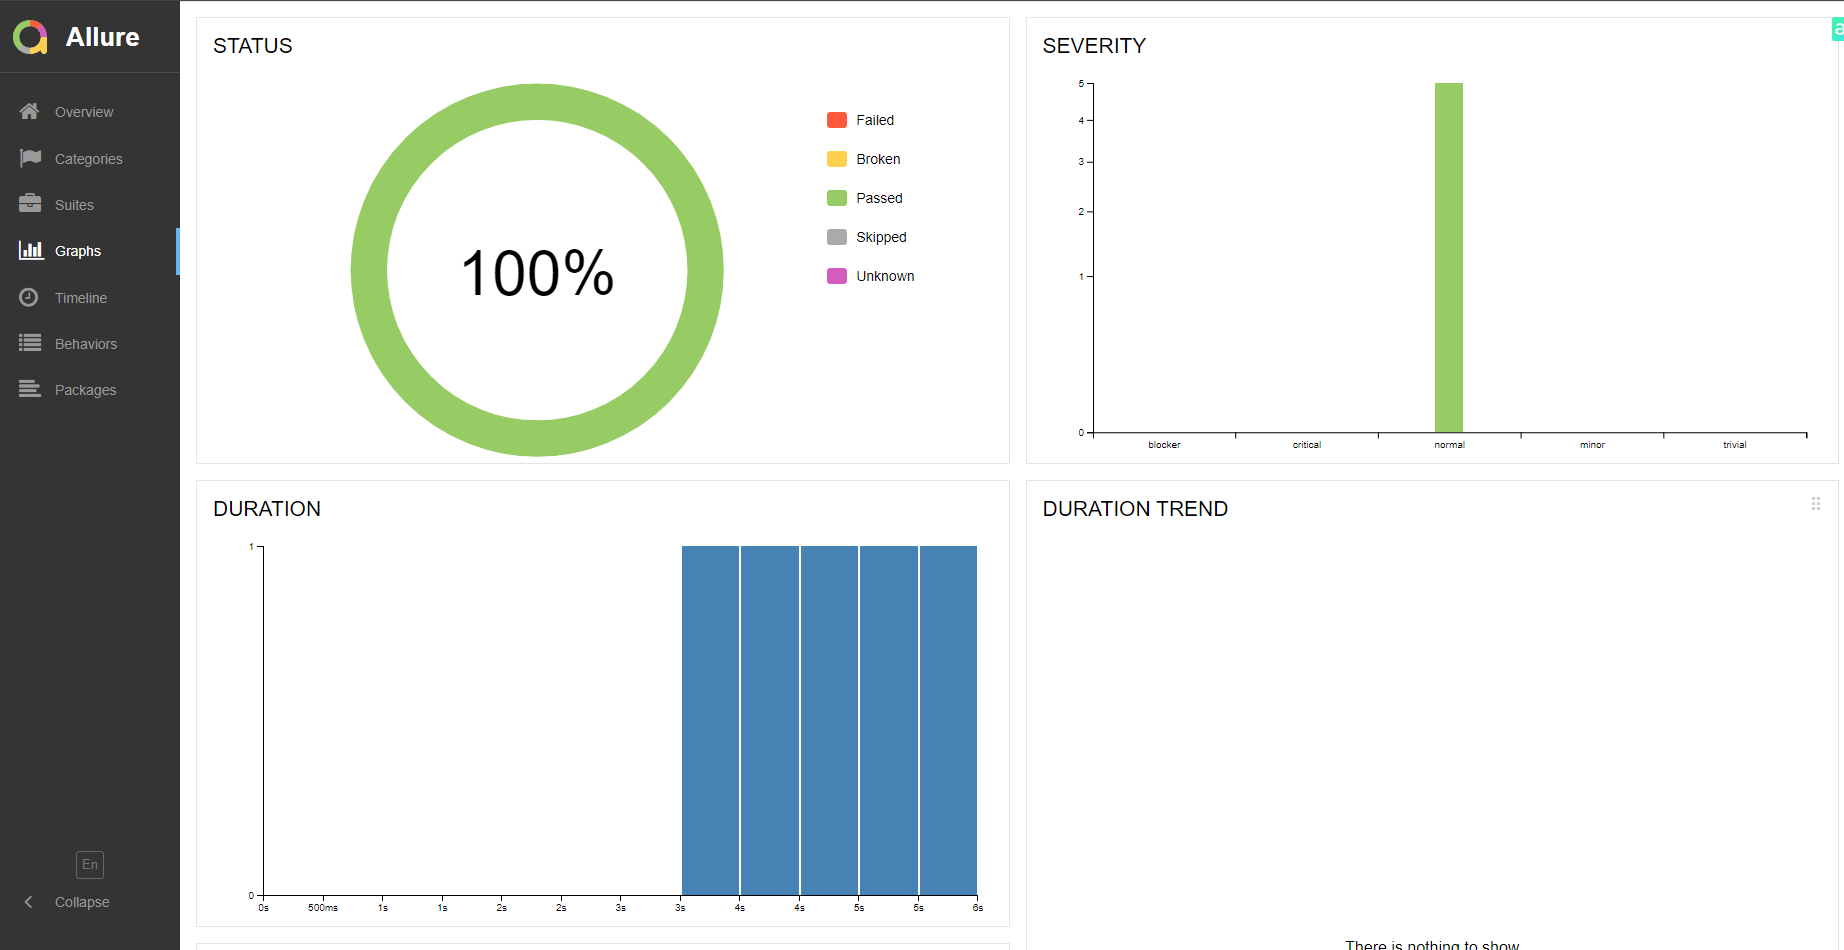 Allure
Overview
Categories
Suites
Graphs
Timeline
Behaviors
Packages
En
Collapse
STATUS
100%
Failed
Broken
Passed
Skipped
Unknown
SEVERITY
5
4
3
2
1
0
blocker critical normal minor trivial
DURATION
1
0
0s 500ms 1s 1s 2s 2s 3s 3s 4s 4s 5s 5s 6s
DURATION TREND
There is nothing to show